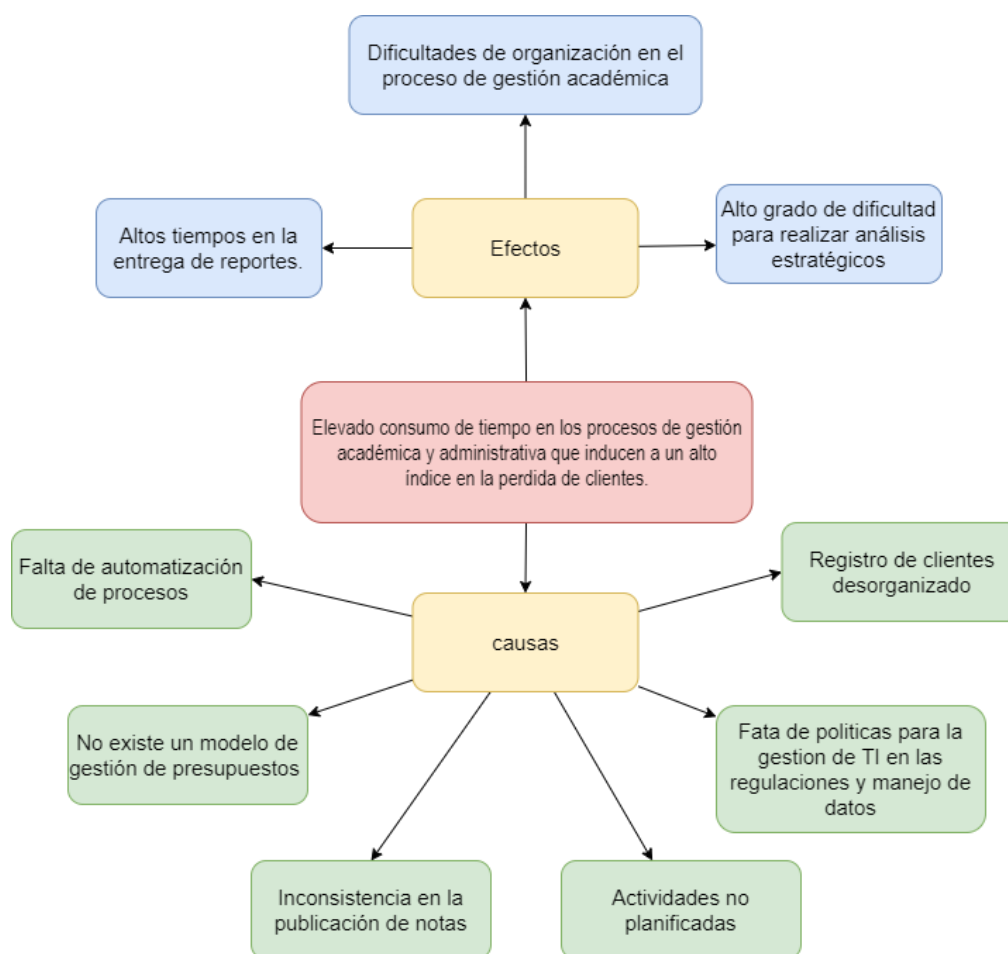 Dificultades de organización en el
proceso de gestión académica
Altos tiempos en la
entrega de reportes.
Efectos
Alto grado de dificultad
para realizar análisis
estratégicos
Elevado consumo de tiempo en los procesos de gestión
académica y administrativa que inducen a un alto
índice en la perdida de clientes.
Falta de automatización
de procesos
causas
Registro de clientes
desorganizado
No existe un modelo de
gestión de presupuestos
Fata de politicas para la
gestion de TI en las
regulaciones y manejo de
datos
Inconsistencia en la
publicación de notas
Actividades no
planificadas